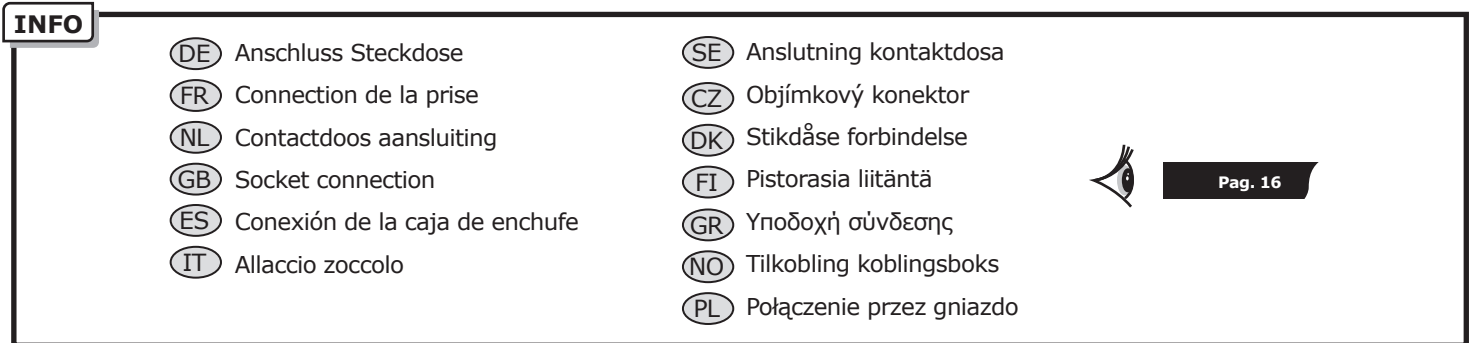 INFO
DE Anschluss Steckdose
FR Connection de la prise
NL Contactdoos aansluiting
GB Socket connection
ES Conexión de la caja de enchufe
IT Allaccio zoccolo
SE Anslutning kontaktdosa
CZ Objímkový konektor
DK Stikdåse forbindelse
FI Pistorasia liitäntä
GR Υποδοχή σύνδεσης
NO Tilkobling koblingsboks
PL Połączenie przez gniazdo
Pag. 16